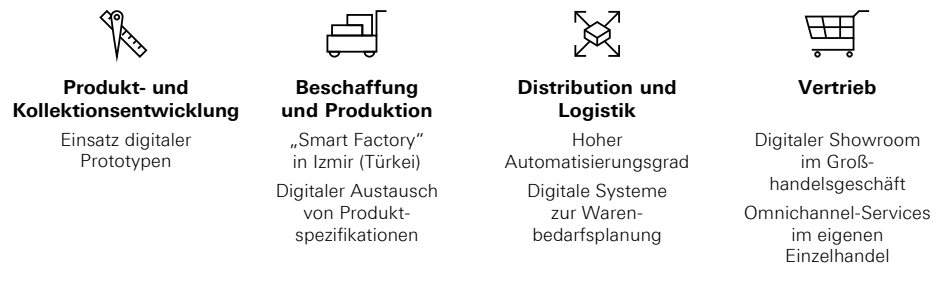 Produkt- und
Kollektionsentwicklung
Einsatz digitaler
Prototypen
Beschaffung
und Produktion
„Smart Factory“
in Izmir (Türkei)
Digitaler Austausch
von Produkt-
spezifikationen
Distribution und
Logistik
Hoher
Automatisierungsgrad
Digitale Systeme
zur Waren-
bedarfsplanung
Vertrieb
Digitaler Showroom
im Groß-
handelsgeschäft
Omnichannel-Services
im eigenen
Einzelhandel